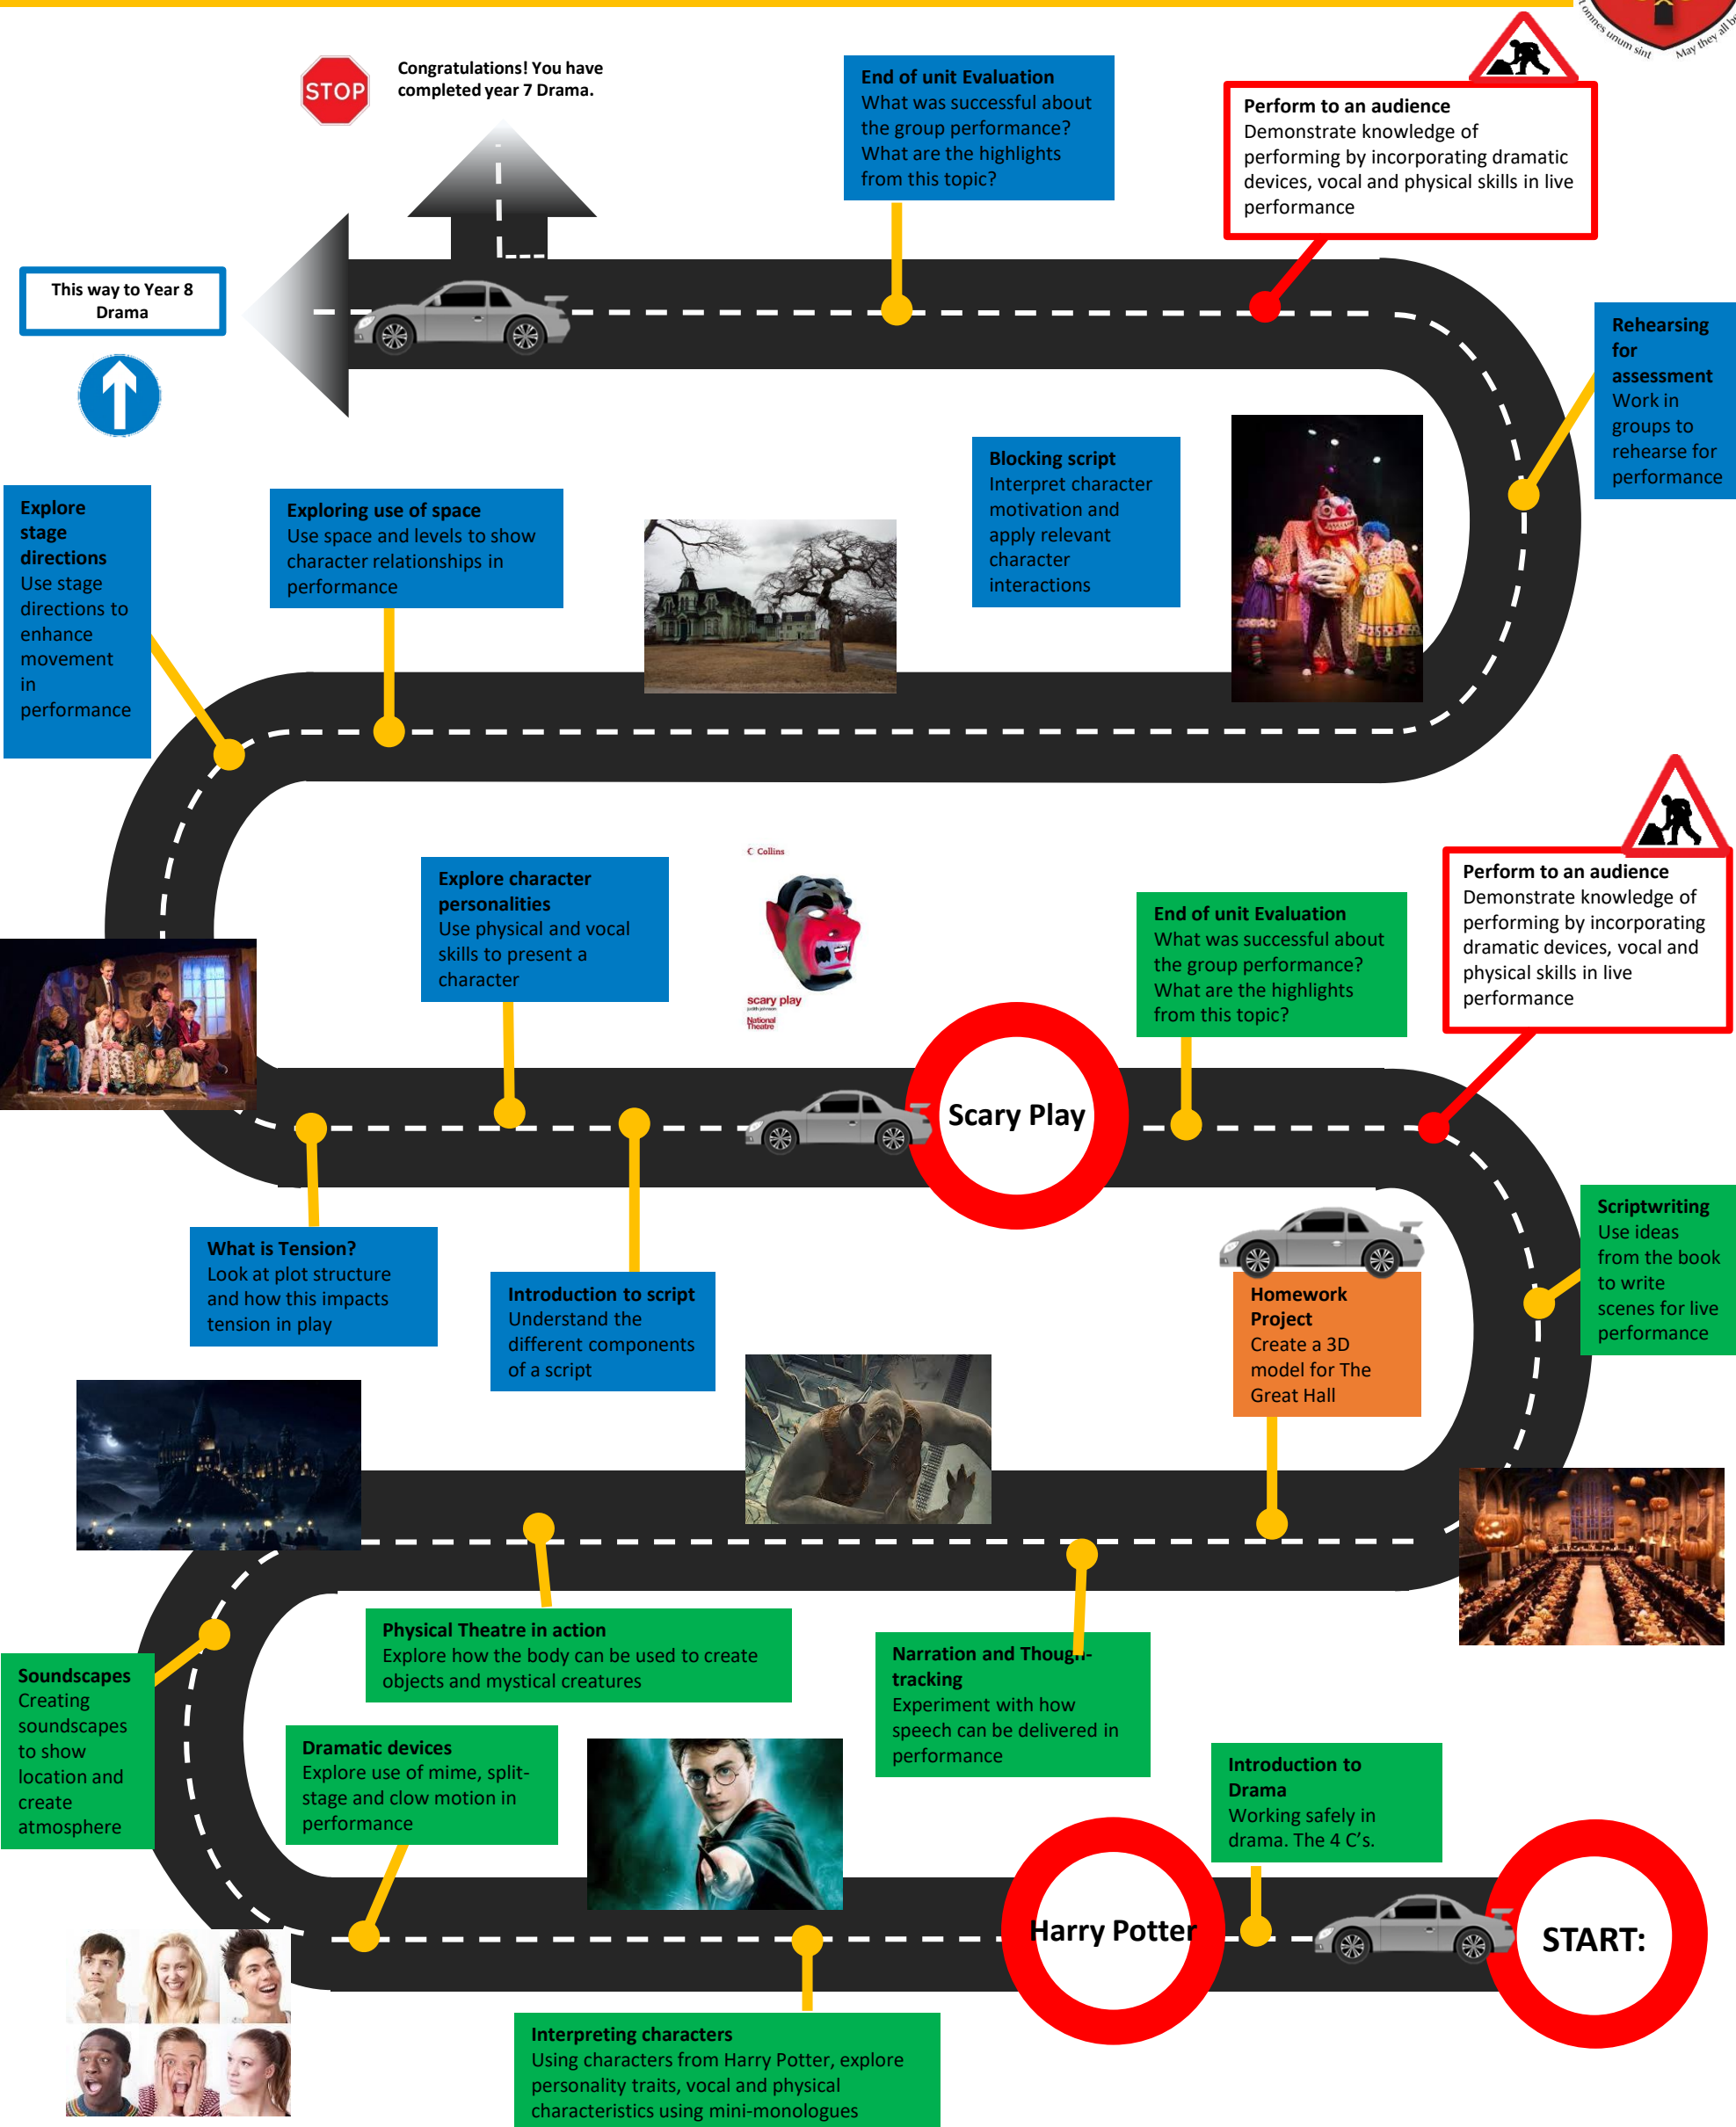 t omnes unum sint
May they all be
STOP
Congratulations! You have
completed year 7 Drama.
End of unit Evaluation
What was successful about
the group performance?
What are the highlights
from this topic?
Perform to an audience
Demonstrate knowledge of
performing by incorporating dramatic
devices, vocal and physical skills in live
performance
This way to Year 8
Drama
Rehearsing
for
assessment
Work in
groups to
rehearse for
performance
Blocking script
Interpret character
motivation and
apply relevant
character
interactions
Exploring use of space
Use space and levels to show
character relationships in
performance
Explore
stage
directions
Use stage
directions to
enhance
movement
in
performance
Explore character
personalities
Use physical and vocal
skills to present a
character
Collins
scary play
judith johnson
National
Theatre
End of unit Evaluation
What was successful about
the group performance?
What are the highlights
from this topic?
Perform to an audience
Demonstrate knowledge of
performing by incorporating
dramatic devices, vocal and
physical skills in live
performance
Scary Play
What is Tension?
Look at plot structure
and how this impacts
tension in play
Introduction to script
Understand the
different components
of a script
Homework
Project
Create a 3D
model for The
Great Hall
Scriptwriting
Use ideas
from the book
to write
scenes for live
performance
Physical Theatre in action
Explore how the body can be used to create
objects and mystical creatures
Narration and Though-
tracking
Experiment with how
speech can be delivered in
performance
Soundscapes
Creating
soundscapes
to show
location and
create
atmosphere
Dramatic devices
Explore use of mime, split-
stage and clow motion in
performance
Introduction to
Drama
Working safely in
drama. The 4 C's.
Harry Potter
START:
Interpreting characters
Using characters from Harry Potter, explore
personality traits, vocal and physical
characteristics using mini-monologues